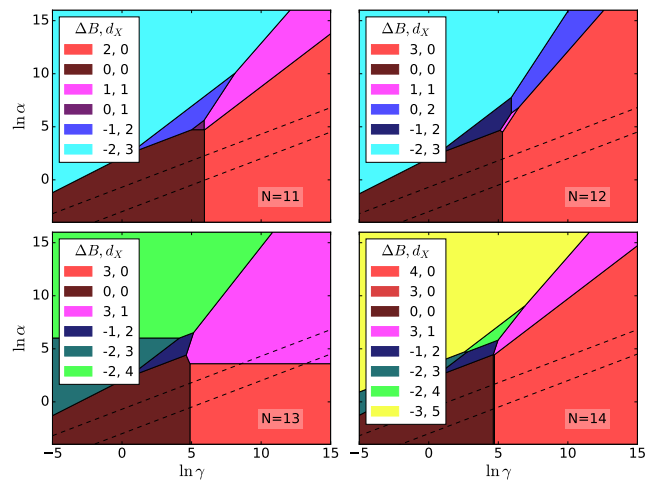 ΔB, d_X
2, 0
0, 0
1, 1
0, 1
-1, 2
-2, 3
15
10
5
0
ln α
N=11
ΔB, d_X
3, 0
0, 0
1, 1
0, 2
-1, 2
-2, 3
N=12
ΔB, d_X
3, 0
0, 0
3, 1
-1, 2
-2, 3
-2, 4
15
10
5
0
ln α
N=13
−5 0 5 10 15
ln γ
ΔB, d_X
4, 0
3, 0
0, 0
3, 1
-1, 2
-2, 3
-2, 4
-3, 5
N=14
−5 0 5 10 15
ln γ